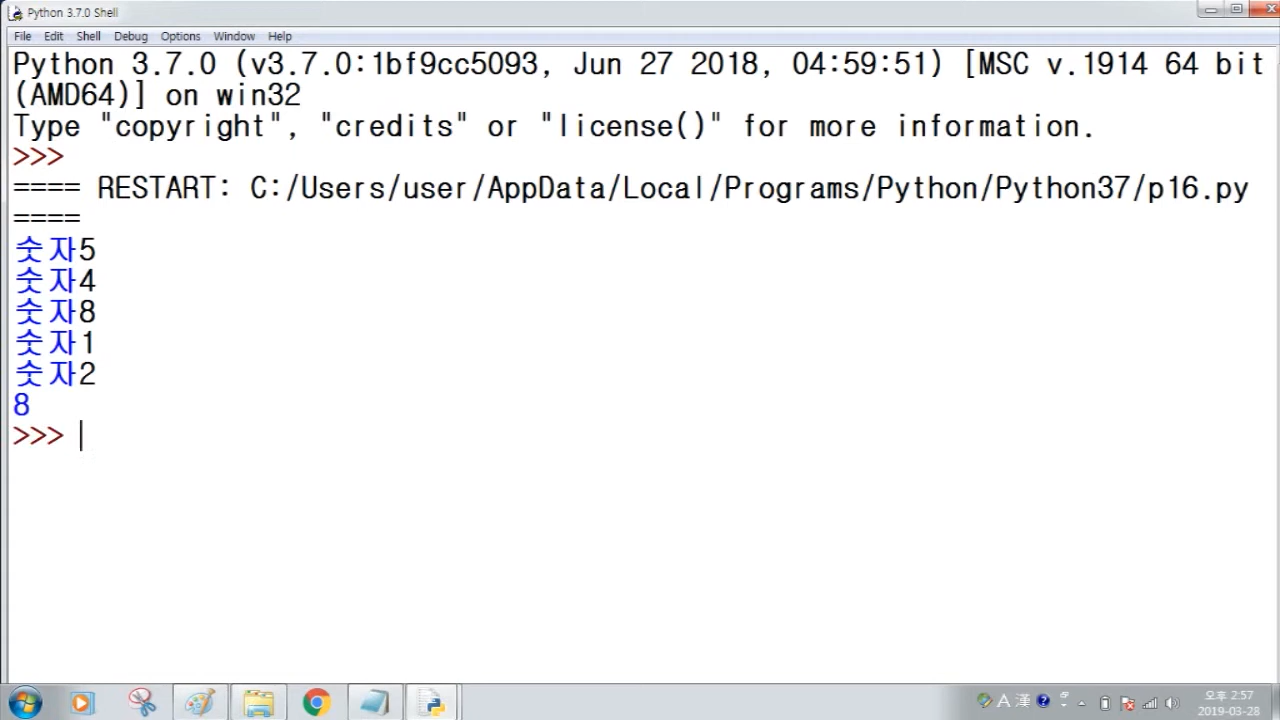 Python 3.7.0 Shell
File Edit Shell Debug Options Window Help
Python 3.7.0 (v3.7.0:1bf9cc5093, Jun 27 2018, 04:59:51) [MSC v.1914 64 bit
(AMD64)] on win32
Type "copyright", "credits" or "license()" for more information.
>>>
==== RESTART: C:/Users/user/AppData/Local/Programs/Python/Python37/p16.py
====
숫자5
숫자4
숫자8
숫자1
숫자2
8
>>>
A 漢
오후 2:57
2019-03-28